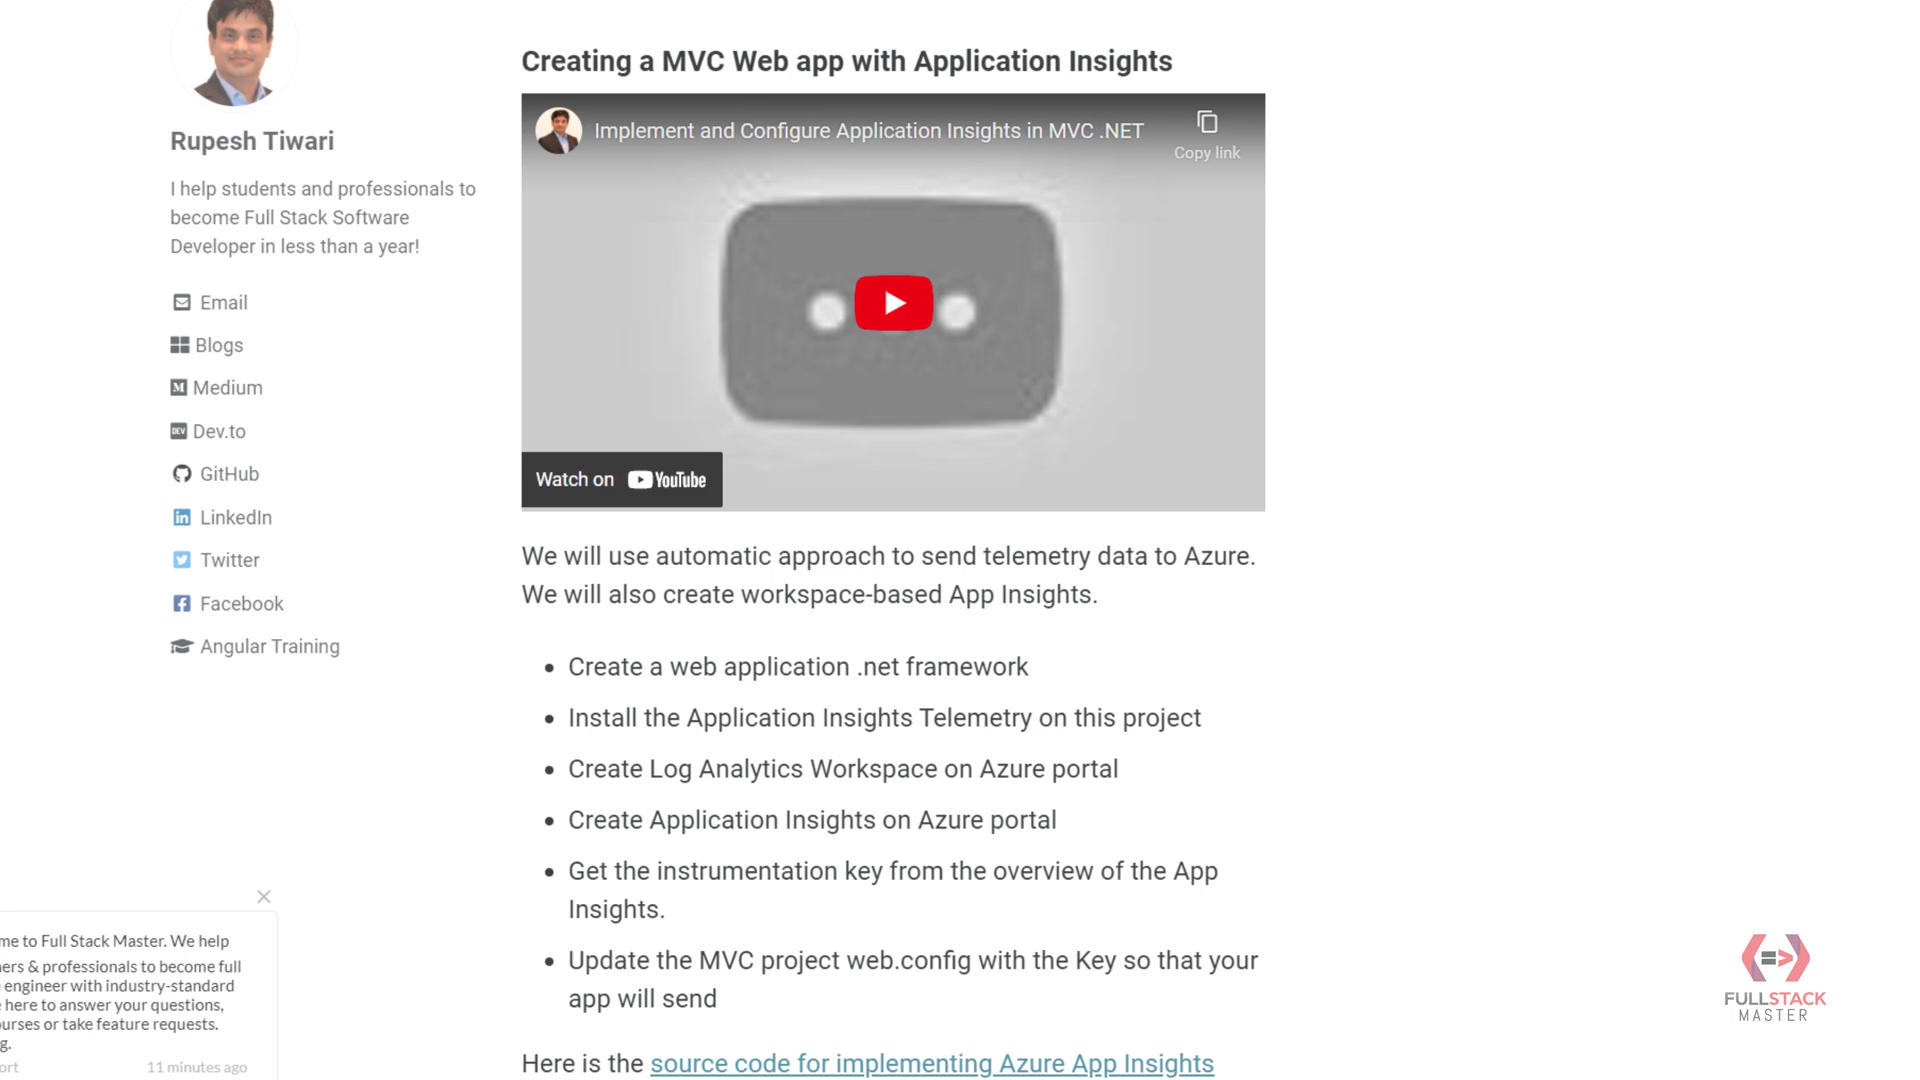 Rupesh Tiwari
I help students and professionals to
become Full Stack Software
Developer in less than a year!
Email
Blogs
Medium
DEV Dev.to
GitHub
LinkedIn
Twitter
Facebook
Angular Training
Creating a MVC Web app with Application Insights
Implement and Configure Application Insights in MVC .NET
Copy link
Watch on YouTube
We will use automatic approach to send telemetry data to Azure.
We will also create workspace-based App Insights.
Create a web application .net framework
Install the Application Insights Telemetry on this project
Create Log Analytics Workspace on Azure portal
Create Application Insights on Azure portal
Get the instrumentation key from the overview of the App
Insights.
Update the MVC project web.config with the Key so that your
app will send
Here is the source code for implementing Azure App Insights
me to Full Stack Master. We help
ers & professionals to become full
engineer with industry-standard
here to answer your questions,
urses or take feature requests.
g.
ort 11 minutes ago
FULLSTACK
MASTER